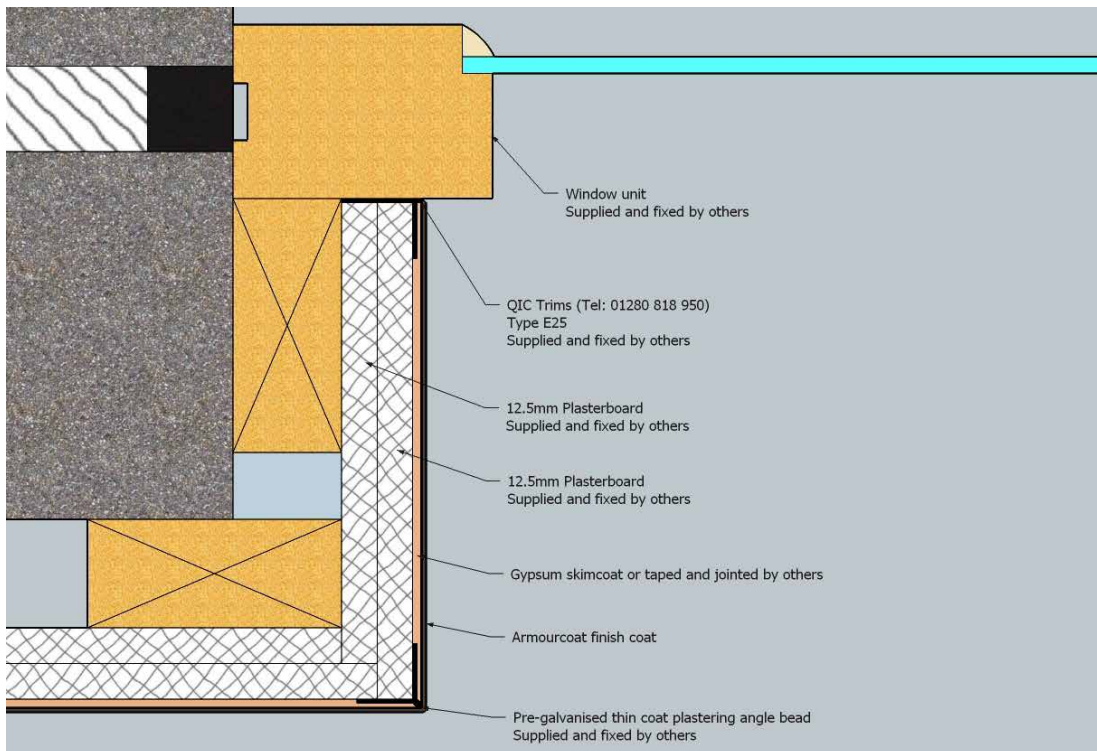 Window unit
Supplied and fixed by others
QIC Trims (Tel: 01280 818 950)
Type E25
Supplied and fixed by others
12.5mm Plasterboard
Supplied and fixed by others
12.5mm Plasterboard
Supplied and fixed by others
Gypsum skimcoat or taped and jointed by others
Armourcoat finish coat
Pre-galvanised thin coat plastering angle bead
Supplied and fixed by others